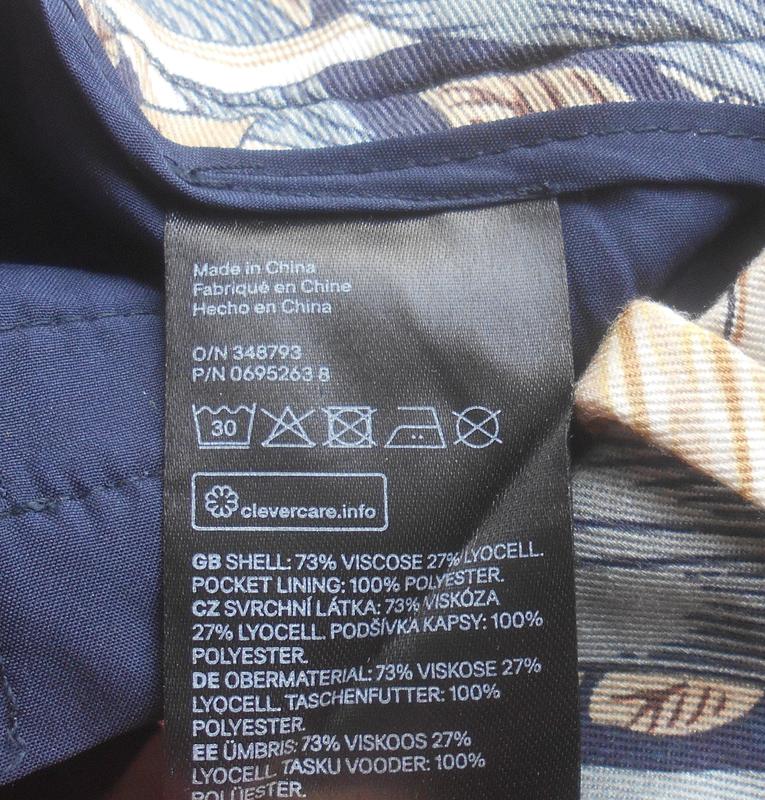 Made in China
Fabriqué en Chine
Hecho en China
O/N 348793
P/N 0695263 8
30
clevercare.info
GB SHELL: 73% VISCOSE 27% LYOCELL.
POCKET LINING: 100% POLYESTER.
CZ SVRCHNÍ LÁTKA: 73% VISKÓZA
27% LYOCELL. PODŠÍVKA KAPSY: 100%
POLYESTER.
DE OBERMATERIAL: 73% VISKOSE 27%
LYOCELL. TASCHENFUTTER: 100%
POLYESTER.
EE ÜMBRIS: 73% VISKOOS 27%
LYOCELL TASKU VOODER: 100%
POLÜESTER.